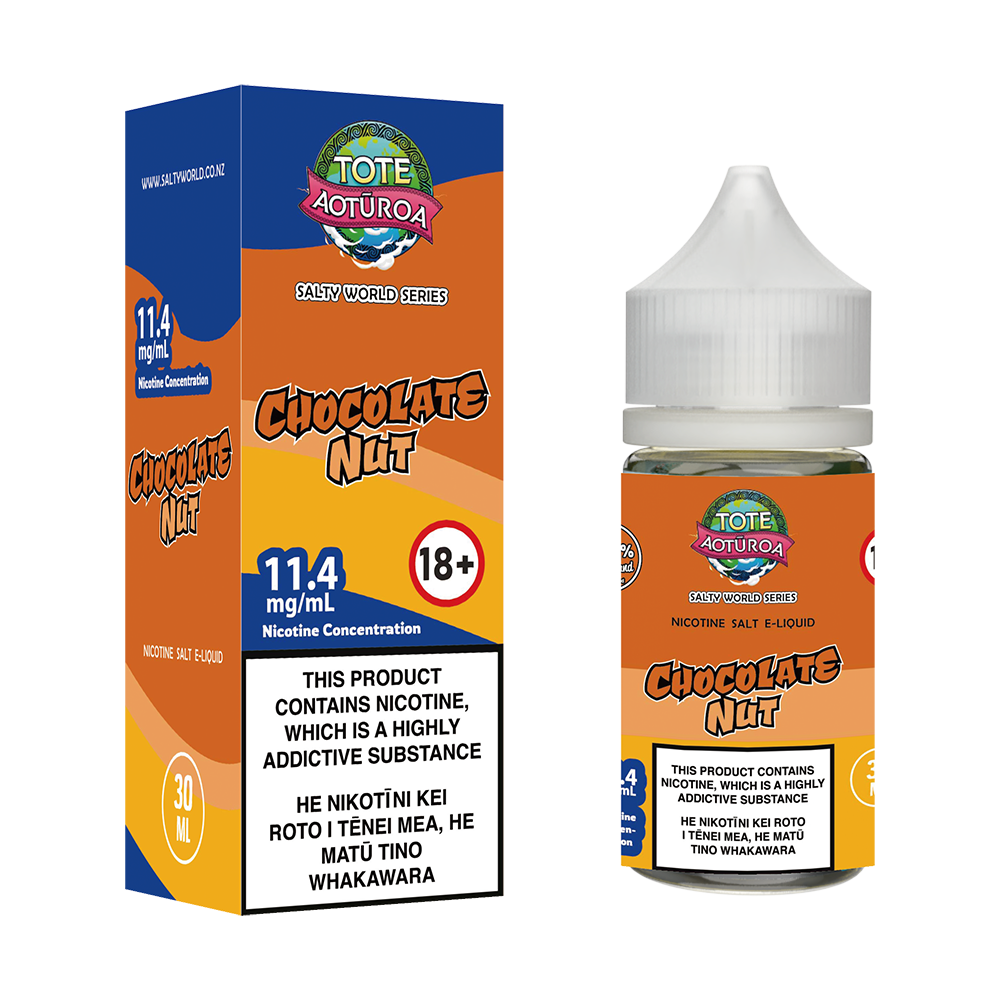 WWW.SALTYWORLD.CO.NZ
11.4
mg/mL
Nicotine Concentration
CHOCOLATE
NUT
NICOTINE SALT E-LIQUID
30
ML
TOTE
AOTŪROA
SALTY WORLD SERIES
CHOCOLATE
NUT
18+
11.4
mg/mL
Nicotine Concentration
THIS PRODUCT
CONTAINS NICOTINE,
WHICH IS A HIGHLY
ADDICTIVE SUBSTANCE
HE NIKOTĪNI KEI
ROTO I TĒNEI MEA, HE
MATŪ TINO
WHAKAWARA
TOTE
AOTŪROA
SALTY WORLD SERIES
NICOTINE SALT E-LIQUID
CHOCOLATE
NUT
THIS PRODUCT CONTAINS
NICOTINE, WHICH IS A HIGHLY
ADDICTIVE SUBSTANCE
HE NIKOTĪNI KEI ROTO
I TĒNEI MEA, HE MATŪ
TINO WHAKAWARA